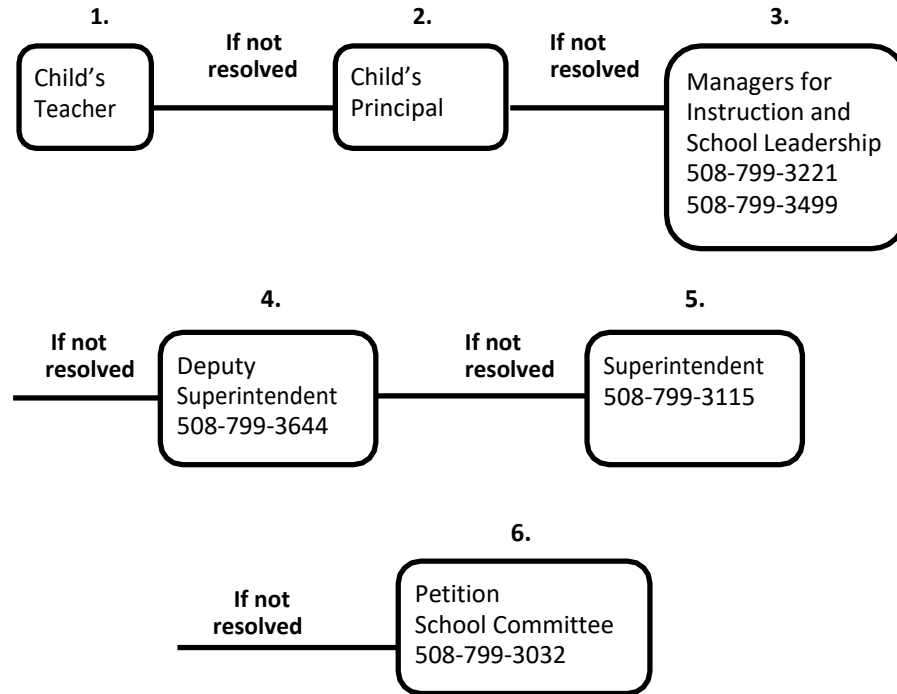 1.
2.
3.
If not
resolved
If not
resolved
Child’s
Teacher
Child’s
Principal
Managers for
Instruction and
School Leadership
508-799-3221
508-799-3499
4.
5.
If not
resolved
If not
resolved
Deputy
Superintendent
508-799-3644
Superintendent
508-799-3115
6.
If not
resolved
Petition
School Committee
508-799-3032